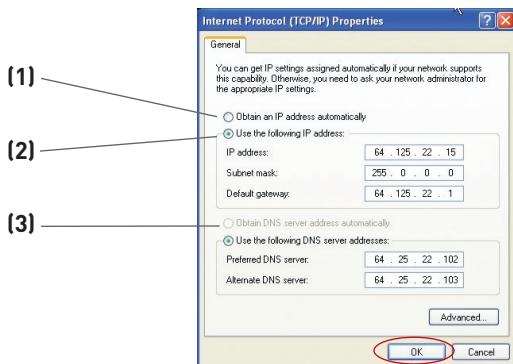 Internet Protocol (TCP/IP) Properties
General
You can get IP settings assigned automatically if your network supports
this capability. Otherwise, you need to ask your network administrator for
the appropriate IP settings.
(1)
Obtain an IP address automatically
(2)
Use the following IP address:
IP address: 64 . 125 . 22 . 15
Subnet mask: 255 . 0 . 0 . 0
Default gateway: 64 . 125 . 22 . 1
(3)
Obtain DNS server address automatically
Use the following DNS server addresses:
Preferred DNS server: 64 . 25 . 22 . 102
Alternate DNS server: 64 . 25 . 22 . 103
Advanced...
OK Cancel